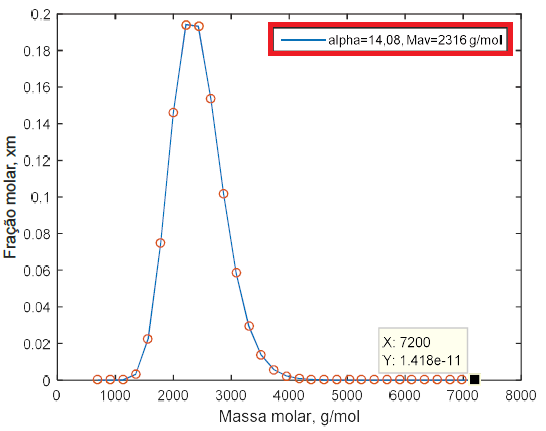 0.2
0.18
0.16
0.14
0.12
0.1
0.08
0.06
0.04
0.02
0
Fração molar, xm
alpha=14.08, Mav=2316 g/mol
X: 7200
Y: 1.418e-11
0 1000 2000 3000 4000 5000 6000 7000 8000
Massa molar, g/mol